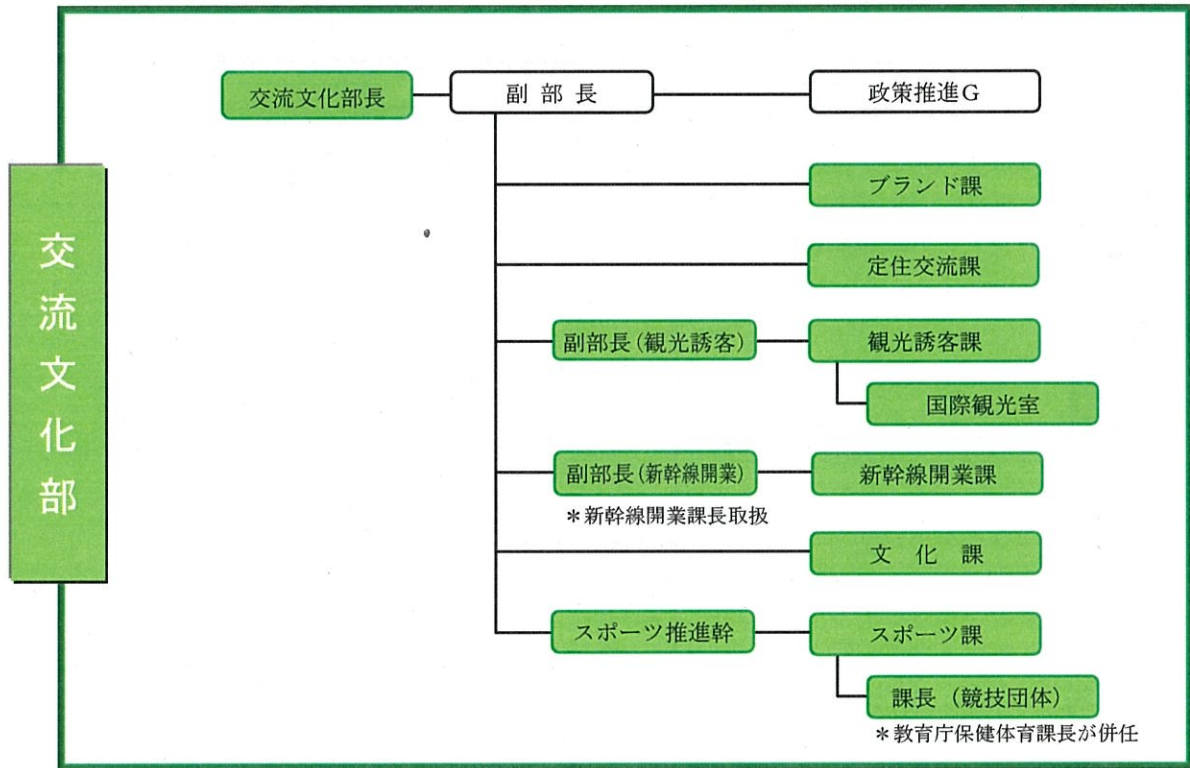 交流文化部
交流文化部長
副部長
政策推進G
ブランド課
定住交流課
副部長(観光誘客)
観光誘客課
国際観光室
副部長(新幹線開業)
新幹線開業課
*新幹線開業課長取扱
文化課
スポーツ推進幹
スポーツ課
課長(競技団体)
*教育庁保健体育課長が併任